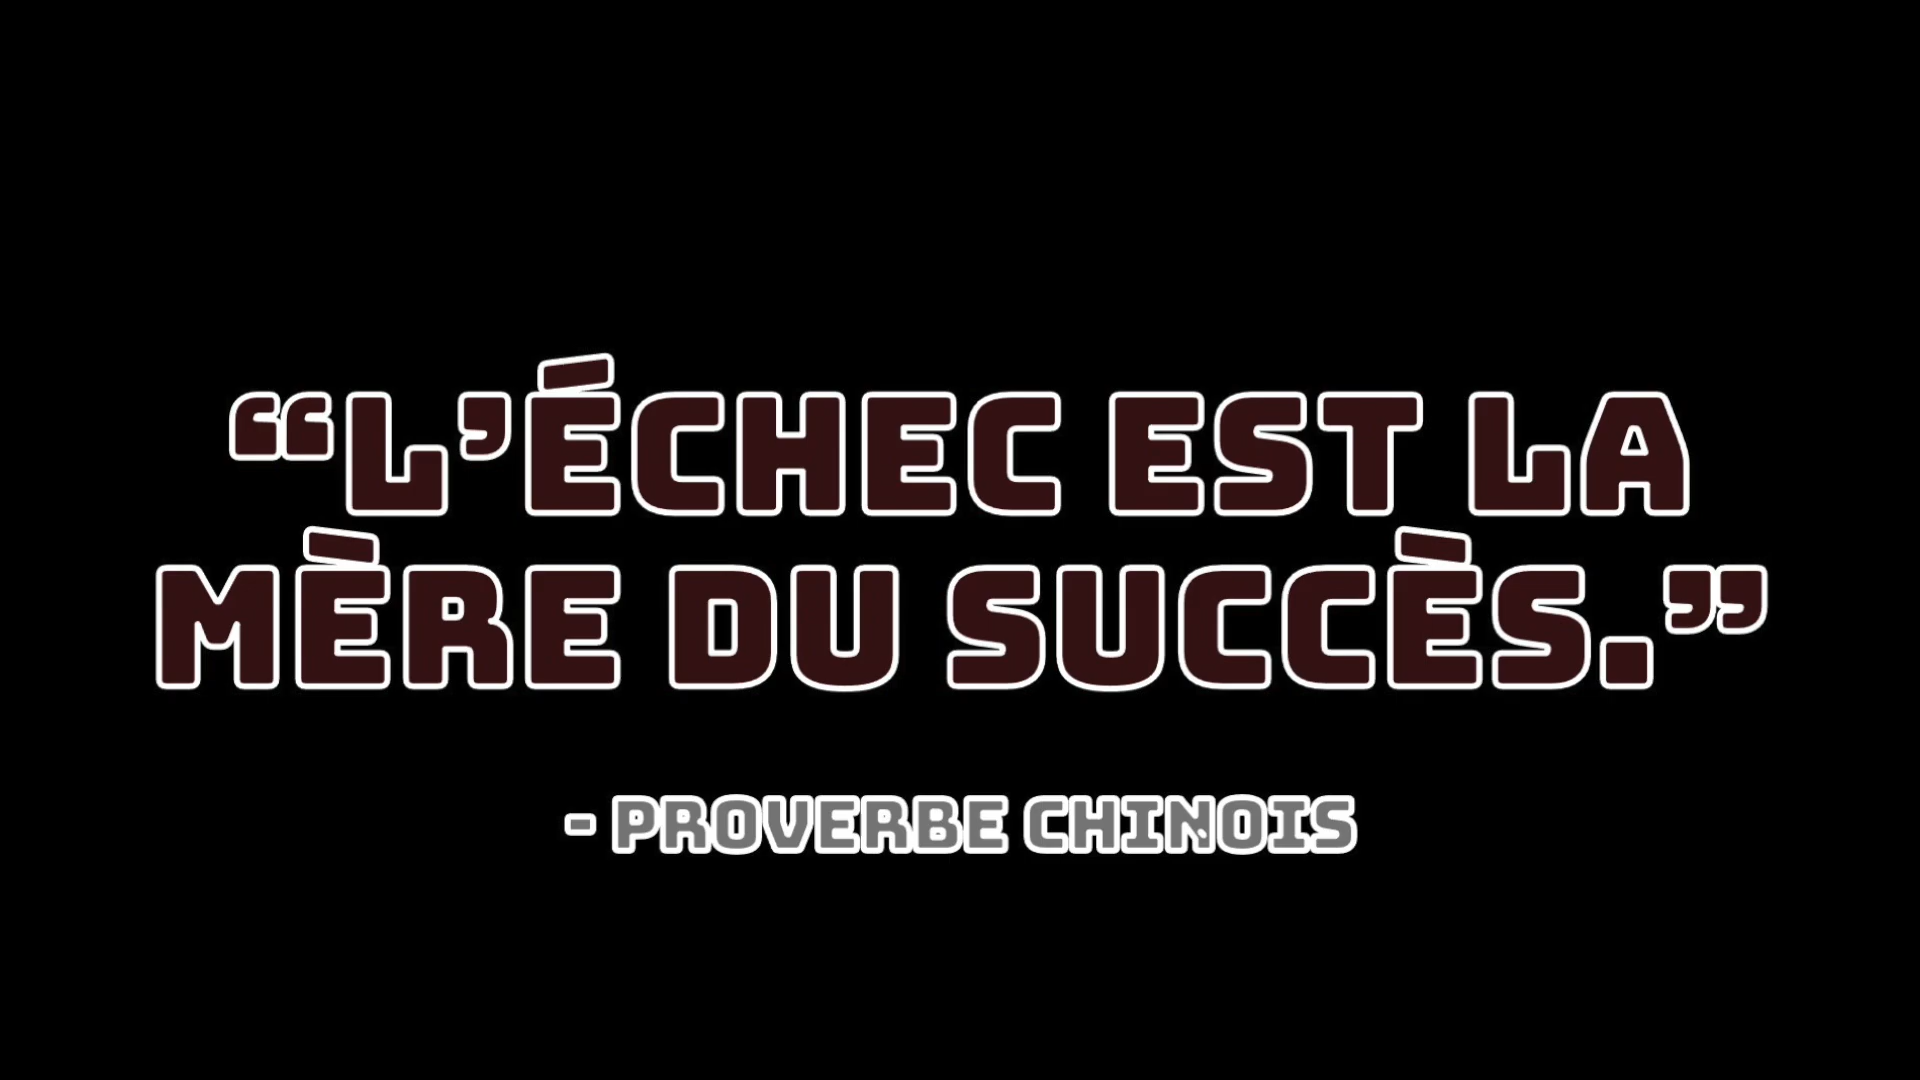 “L’ÉCHEC EST LA
MÈRE DU SUCCÈS.”
- PROVERBE CHINOIS